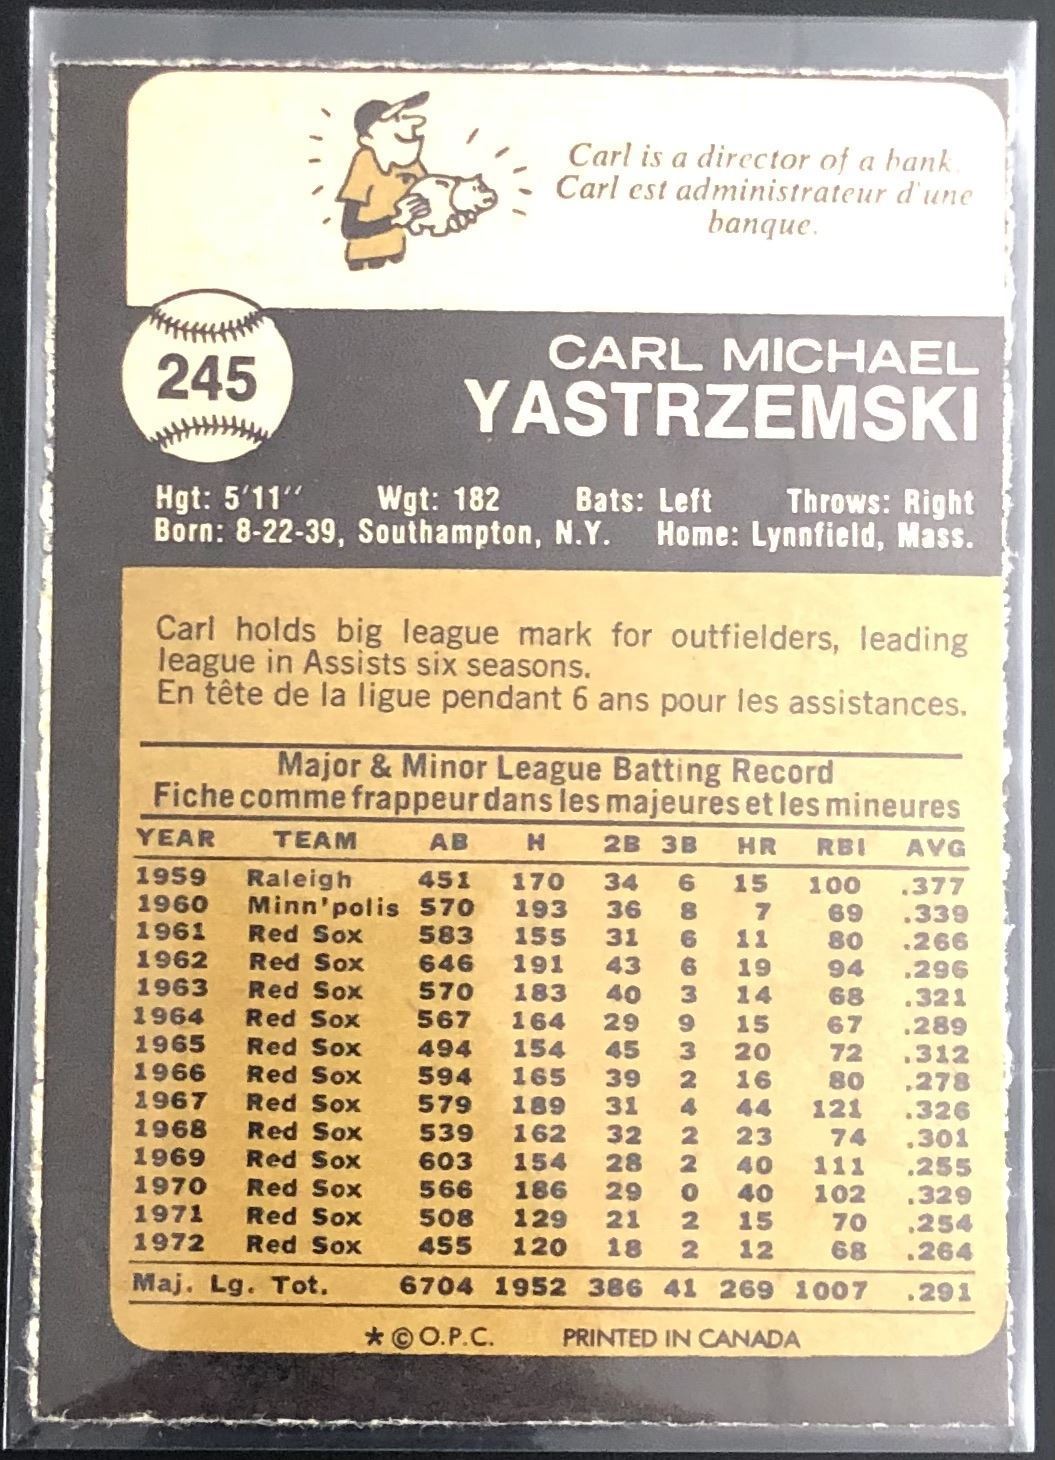 Carl is a director of a bank.
Carl est administrateur d'une
banque.
245
CARL MICHAEL
YASTRZEMSKI
Hgt: 5'11'' Wgt: 182 Bats: Left Throws: Right
Born: 8-22-39, Southampton, N.Y. Home: Lynnfield, Mass.
Carl holds big league mark for outfielders, leading
league in Assists six seasons.
En tête de la ligue pendant 6 ans pour les assistances.
Major & Minor League Batting Record
Fiche comme frappeur dans les majeures et les mineures
YEAR TEAM AB H 2B 3B HR RBI AVG
1959 Raleigh 451 170 34 6 15 100 .377
1960 Minn'polis 570 193 36 8 7 69 .339
1961 Red Sox 583 155 31 6 11 80 .266
1962 Red Sox 646 191 43 6 19 94 .296
1963 Red Sox 570 183 40 3 14 68 .321
1964 Red Sox 567 164 29 9 15 67 .289
1965 Red Sox 494 154 45 3 20 72 .312
1966 Red Sox 594 165 39 2 16 80 .278
1967 Red Sox 579 189 31 4 44 121 .326
1968 Red Sox 539 162 32 2 23 74 .301
1969 Red Sox 603 154 28 2 40 111 .255
1970 Red Sox 566 186 29 0 40 102 .329
1971 Red Sox 508 129 21 2 15 70 .254
1972 Red Sox 455 120 18 2 12 68 .264
Maj. Lg. Tot. 6704 1952 386 41 269 1007 .291
★ © O.P.C. PRINTED IN CANADA